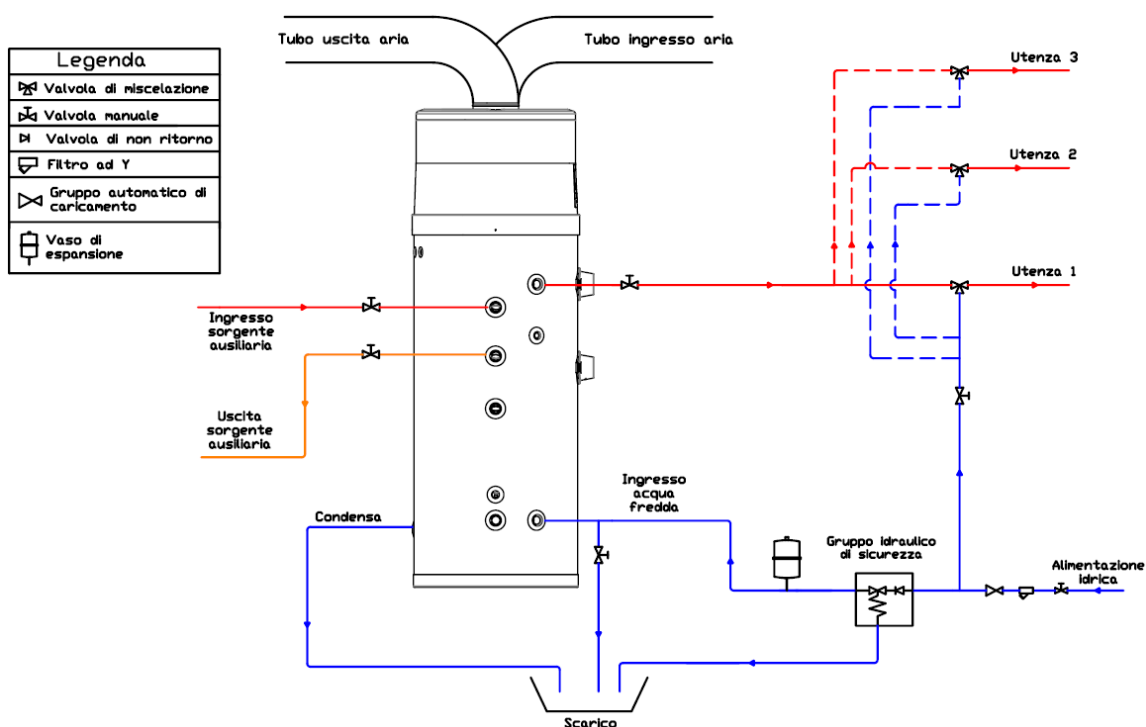 Tubo uscita aria
Tubo ingresso aria
Legenda
Valvola di miscelazione
Valvola manuale
Valvola di non ritorno
Filtro ad Y
Gruppo automatico di
caricamento
Vaso di
espansione
Utenza 3
Utenza 2
Utenza 1
Ingresso
sorgente
ausiliaria
Uscita
sorgente
ausiliaria
Condensa
Ingresso
acqua
fredda
Gruppo idraulico
di sicurezza
Alimentazione
idrica
Scarico